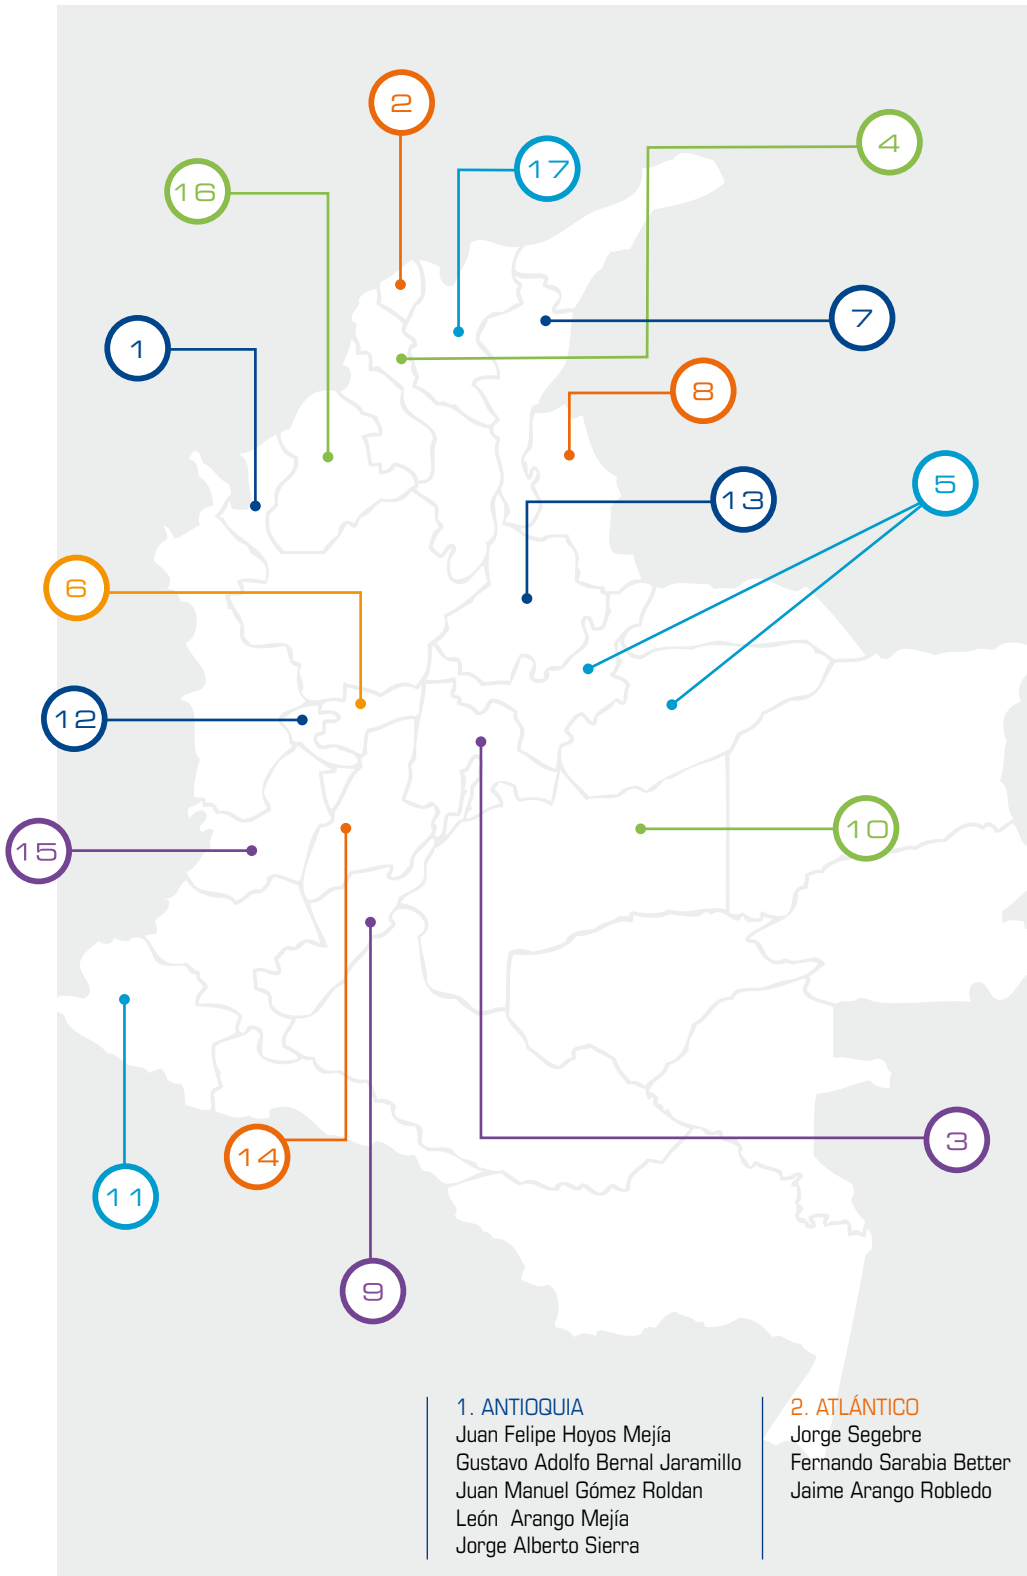 2
4
17
16
7
1
8
5
13
6
12
10
15
3
14
11
9
1. ANTIOQUIA
Juan Felipe Hoyos Mejía
Gustavo Adolfo Bernal Jaramillo
Juan Manuel Gómez Roldan
León Arango Mejía
Jorge Alberto Sierra
2. ATLÁNTICO
Jorge Segebre
Fernando Sarabia Better
Jaime Arango Robledo